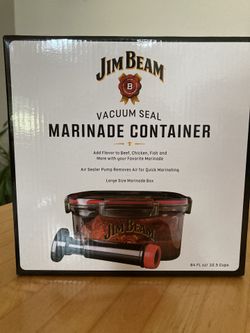 JIM BEAM
B
VACUUM SEAL
MARINADE CONTAINER
Add Flavor to Beef, Chicken, Fish and
More with your Favorite Marinade
Air Sealer Pump Removes Air for Quick Marinating
Large Size Marinade Box
JIM BEAM
JIM BEAM
84 FL oz/ 10.5 Cups